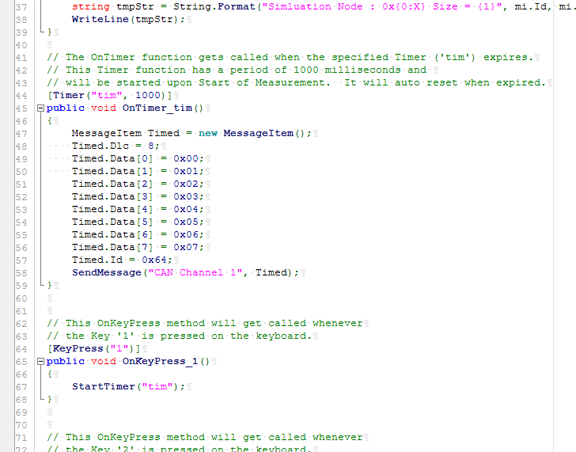 37 string tmpStr = String.Format("Simluation Node : 0x{0:X} Size = {1}", mi.Id, mi.
38 WriteLine(tmpStr);¶
39 }¶
40 ¶
41 // The OnTimer function gets called when the specified Timer ('tim') expires.¶
42 // This Timer function has a period of 1000 milliseconds and ¶
43 // will be started upon Start of Measurement.  It will auto reset when expired.¶
44 [Timer("tim", 1000)]¶
45 public void OnTimer_tim()¶
46 {¶
47 MessageItem Timed = new MessageItem();¶
48 Timed.Dlc = 8;¶
49 Timed.Data[0] = 0x00;¶
50 Timed.Data[1] = 0x01;¶
51 Timed.Data[2] = 0x02;¶
52 Timed.Data[3] = 0x03;¶
53 Timed.Data[4] = 0x04;¶
54 Timed.Data[5] = 0x05;¶
55 Timed.Data[6] = 0x06;¶
56 Timed.Data[7] = 0x07;¶
57 Timed.Id = 0x64;¶
58 SendMessage("CAN Channel 1", Timed);¶
59 }¶
60 ¶
61 ¶
62 // This OnKeyPress method will get called whenever¶
63 // the Key '1' is pressed on the keyboard.¶
64 [KeyPress("1")]¶
65 public void OnKeyPress_1()¶
66 {¶
67 StartTimer("tim");¶
68 }¶
69 ¶
70 ¶
71 // This OnKeyPress method will get called whenever¶
72 // the Key '2' is pressed on the keyboard.¶